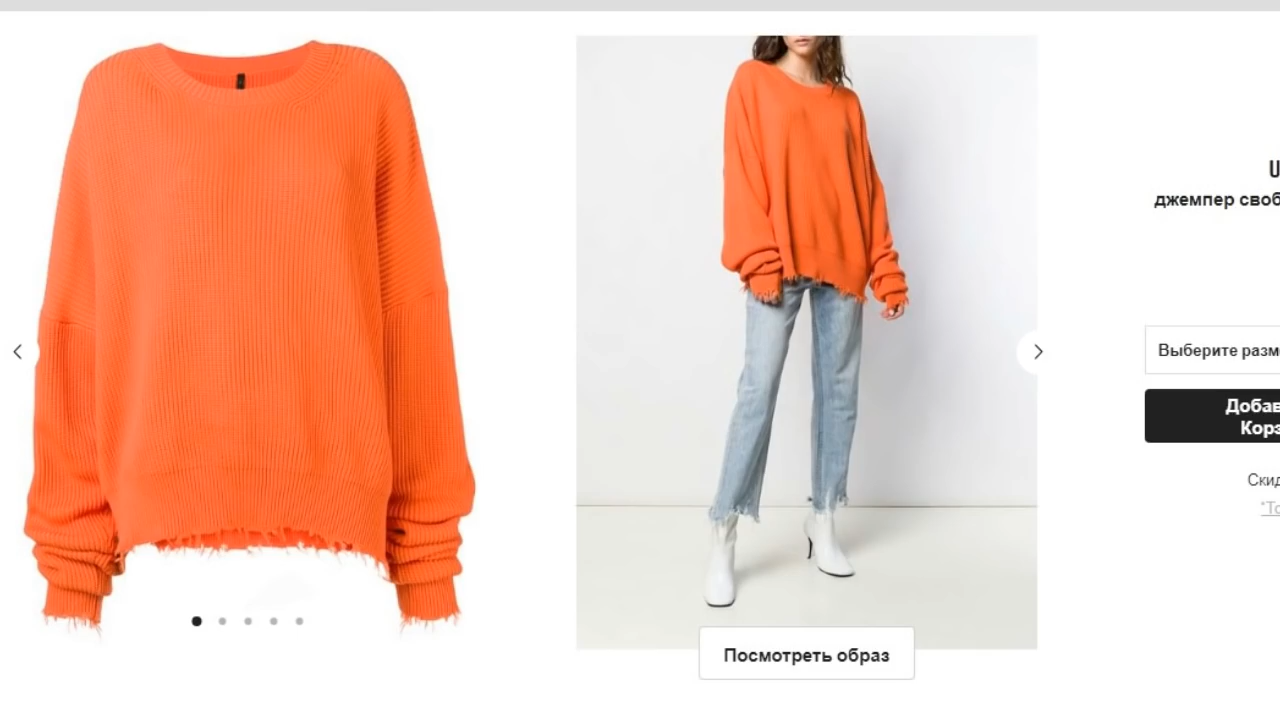 U
джемпер своб
Выберите разм
Добав
Корз
Скид
*То
Посмотреть образ